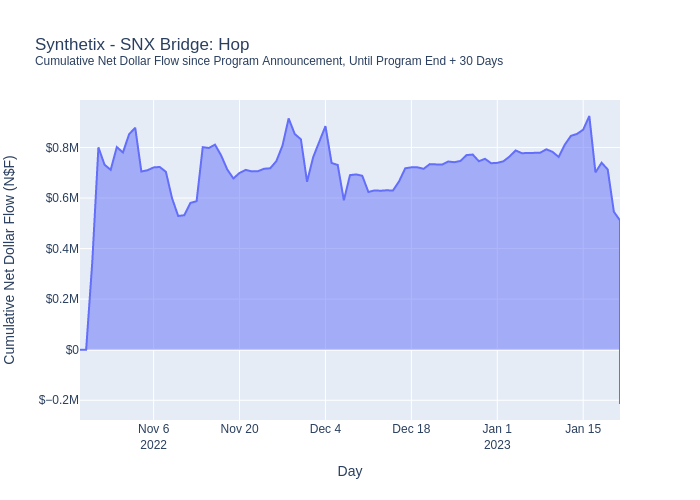 Synthetix - SNX Bridge: Hop
Cumulative Net Dollar Flow since Program Announcement, Until Program End + 30 Days
Cumulative Net Dollar Flow (N$F)
$0.8M
$0.6M
$0.4M
$0.2M
$0
$−0.2M
Nov 6
2022
Nov 20
Dec 4
Dec 18
Jan 1
2023
Jan 15
Day